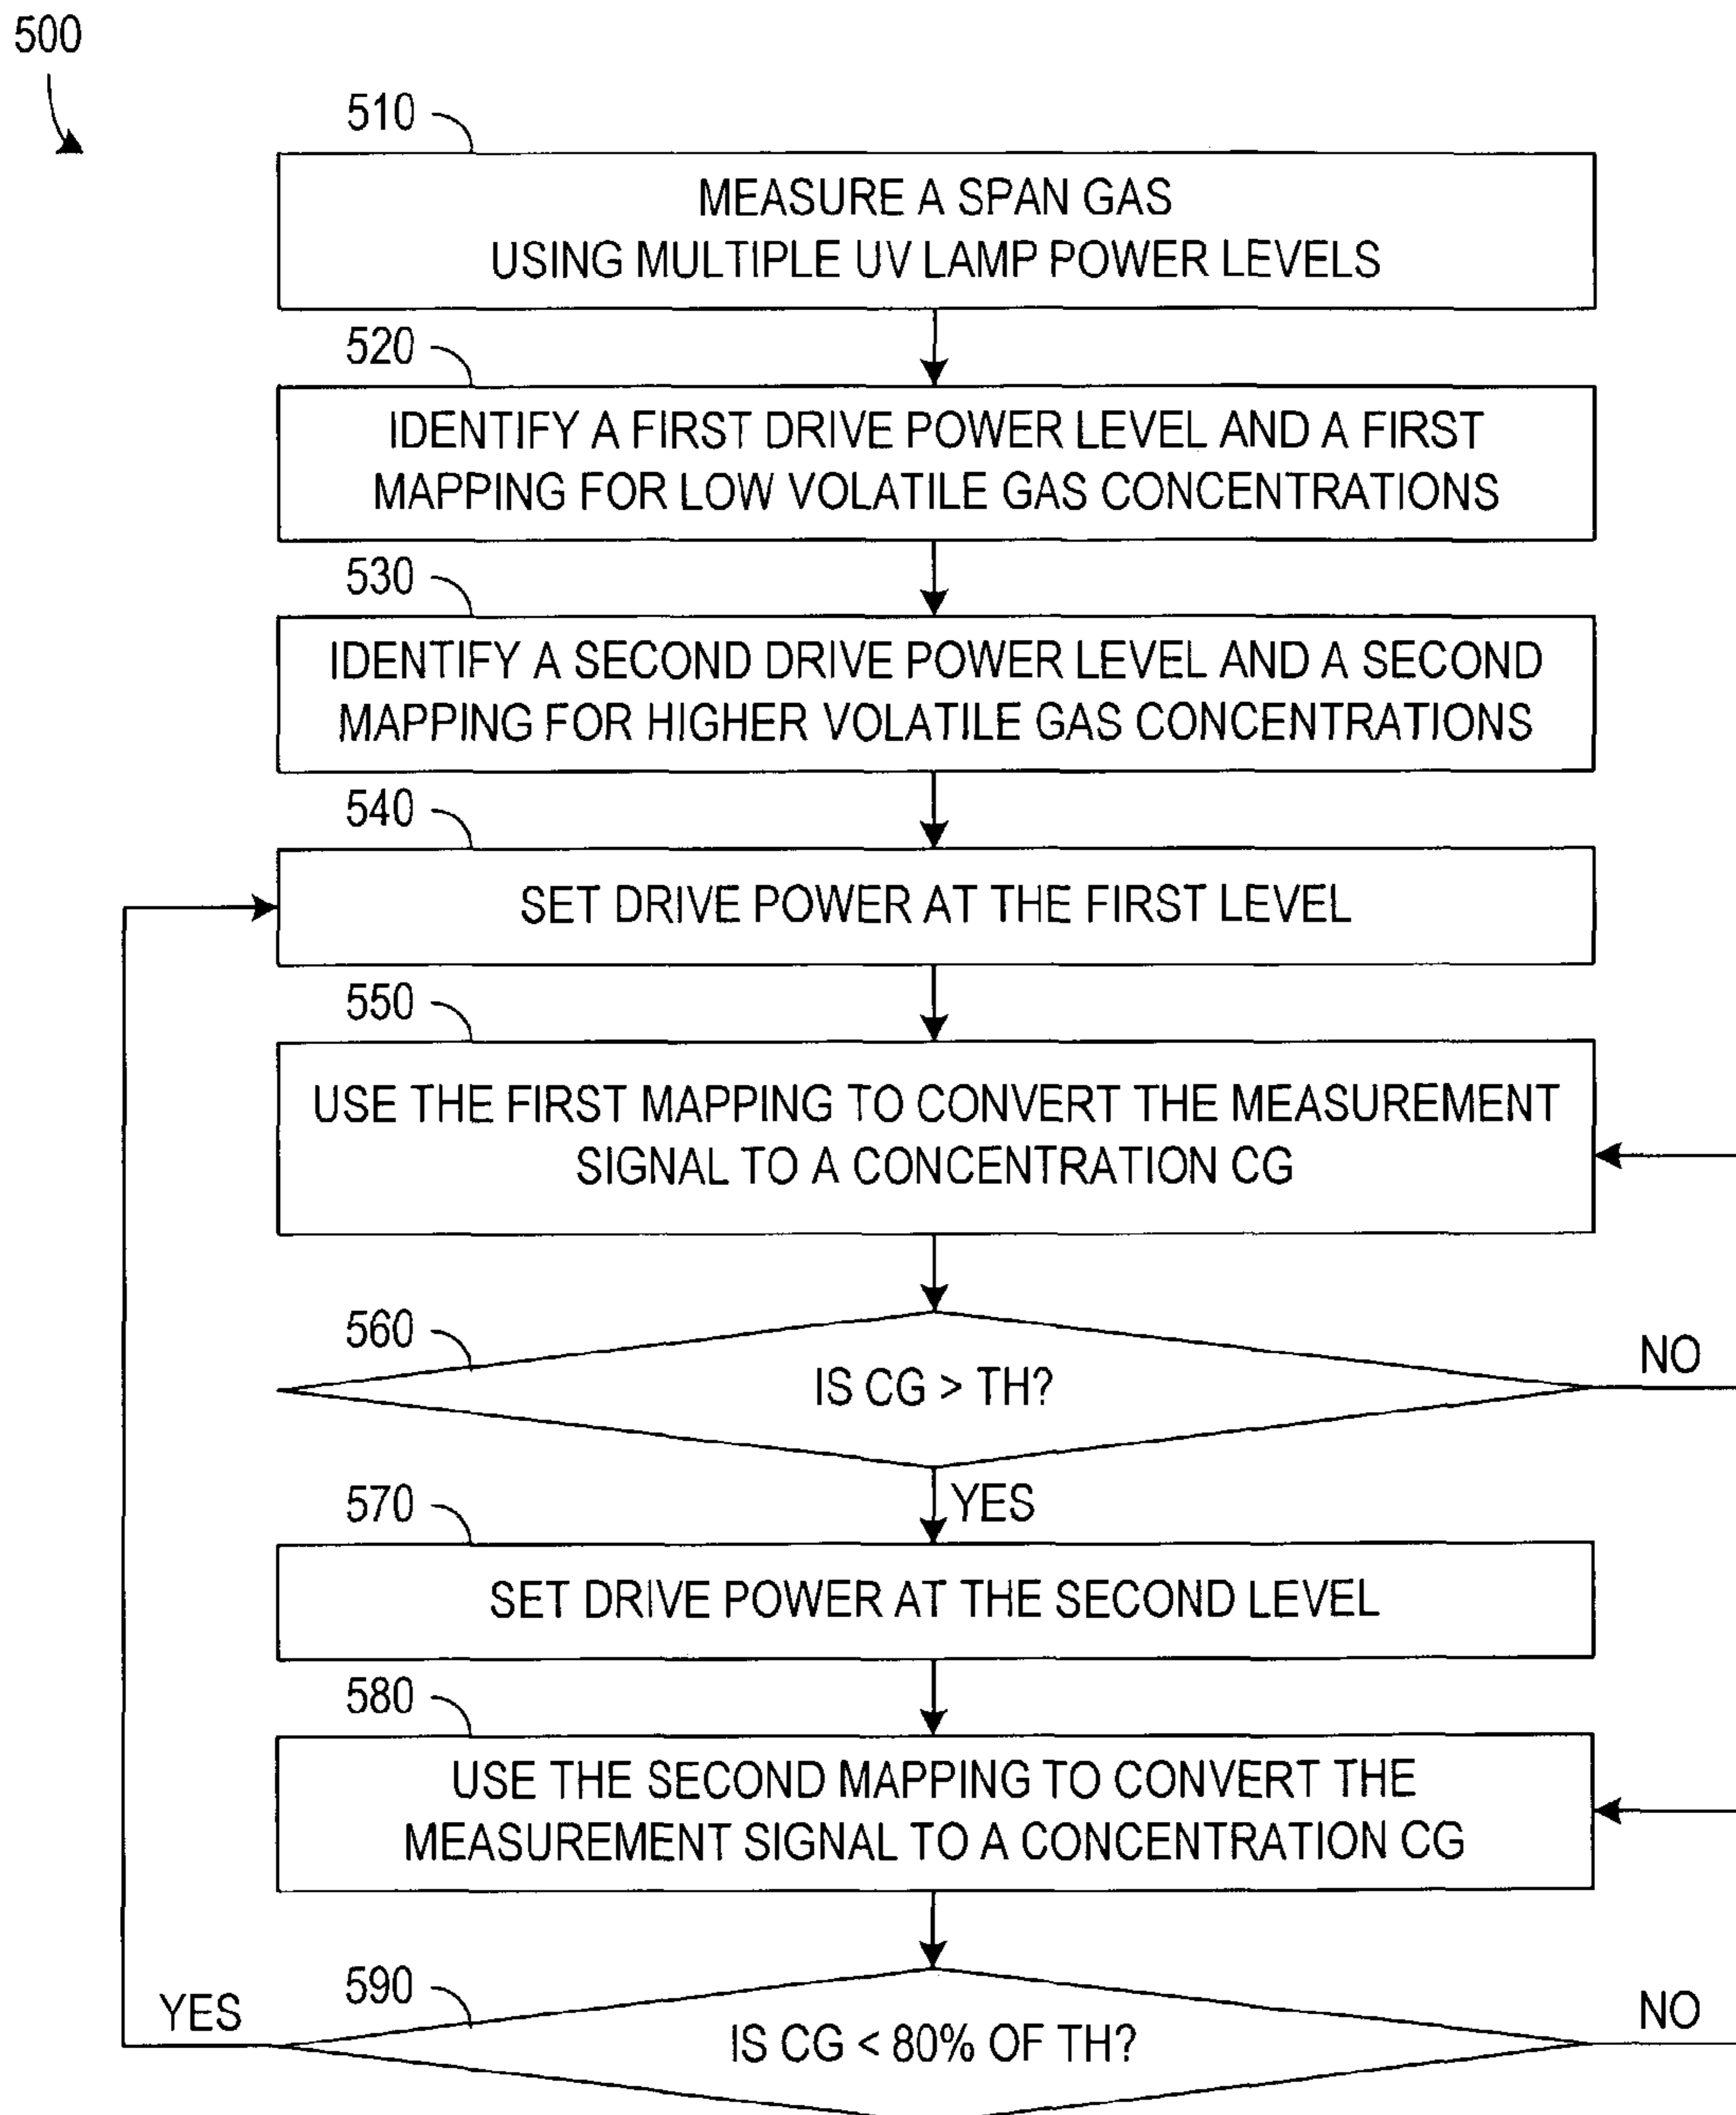 500
510
MEASURE A SPAN GAS
USING MULTIPLE UV LAMP POWER LEVELS
520
IDENTIFY A FIRST DRIVE POWER LEVEL AND A FIRST
MAPPING FOR LOW VOLATILE GAS CONCENTRATIONS
530
IDENTIFY A SECOND DRIVE POWER LEVEL AND A SECOND
MAPPING FOR HIGHER VOLATILE GAS CONCENTRATIONS
540
SET DRIVE POWER AT THE FIRST LEVEL
550
USE THE FIRST MAPPING TO CONVERT THE MEASUREMENT
SIGNAL TO A CONCENTRATION CG
560
IS CG > TH?
NO
YES
570
SET DRIVE POWER AT THE SECOND LEVEL
580
USE THE SECOND MAPPING TO CONVERT THE
MEASUREMENT SIGNAL TO A CONCENTRATION CG
590
YES
IS CG < 80% OF TH?
NO